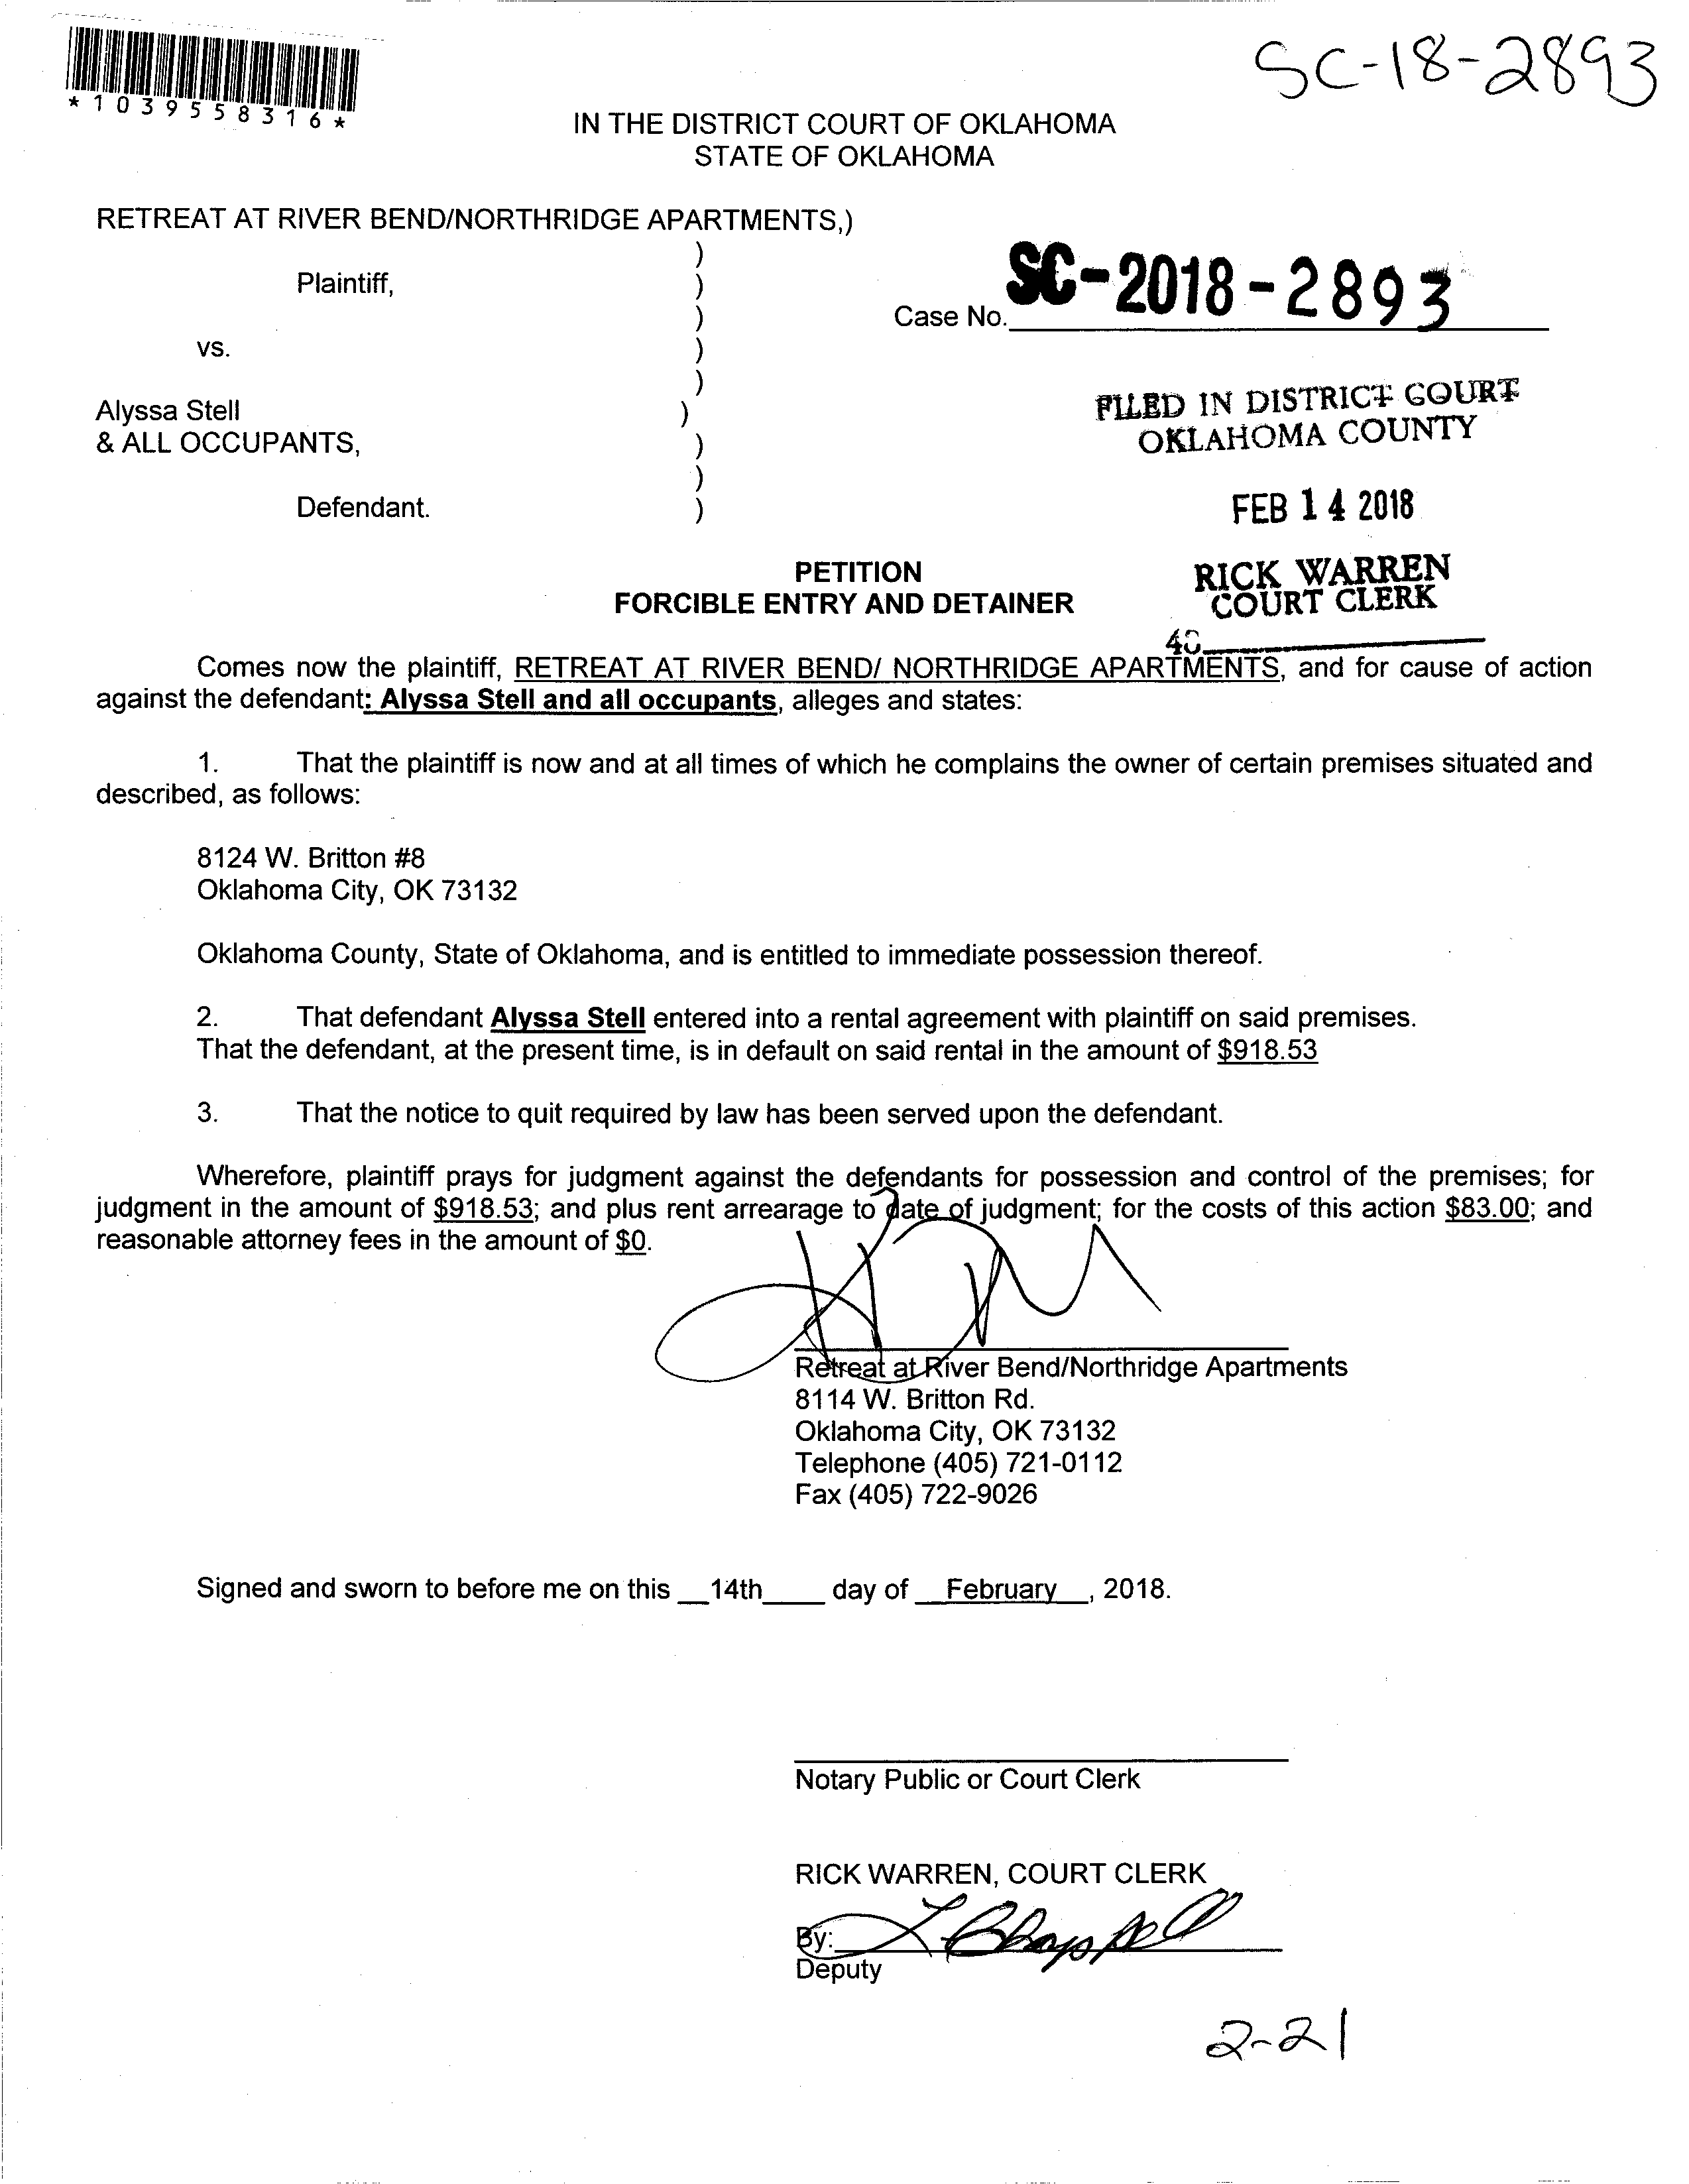 SC-18-2893
*1039558316*
IN THE DISTRICT COURT OF OKLAHOMA
STATE OF OKLAHOMA
RETREAT AT RIVER BEND/NORTHRIDGE APARTMENTS,)
)
Plaintiff, )
Case No. SC-2018-2893
)
vs. )
)
Alyssa Stell )
& ALL OCCUPANTS, )
)
Defendant. )
FILED IN DISTRICT COURT
OKLAHOMA COUNTY
FEB 14 2018
RICK WARREN
COURT CLERK
PETITION
FORCIBLE ENTRY AND DETAINER
Comes now the plaintiff, RETREAT AT RIVER BEND/ NORTHRIDGE APARTMENTS, and for cause of action
against the defendant: Alyssa Stell and all occupants, alleges and states:
1. That the plaintiff is now and at all times of which he complains the owner of certain premises situated and
described, as follows:
8124 W. Britton #8
Oklahoma City, OK 73132
Oklahoma County, State of Oklahoma, and is entitled to immediate possession thereof.
2. That defendant Alyssa Stell entered into a rental agreement with plaintiff on said premises.
That the defendant, at the present time, is in default on said rental in the amount of $918.53
3. That the notice to quit required by law has been served upon the defendant.
Wherefore, plaintiff prays for judgment against the defendants for possession and control of the premises; for
judgment in the amount of $918.53; and plus rent arrearage to date of judgment; for the costs of this action $83.00; and
reasonable attorney fees in the amount of $0.
Retreat at River Bend/Northridge Apartments
8114 W. Britton Rd.
Oklahoma City, OK 73132
Telephone (405) 721-0112
Fax (405) 722-9026
Signed and sworn to before me on this __14th____ day of __February__, 2018.
Notary Public or Court Clerk
RICK WARREN, COURT CLERK
By: L Chappell
Deputy
2-21